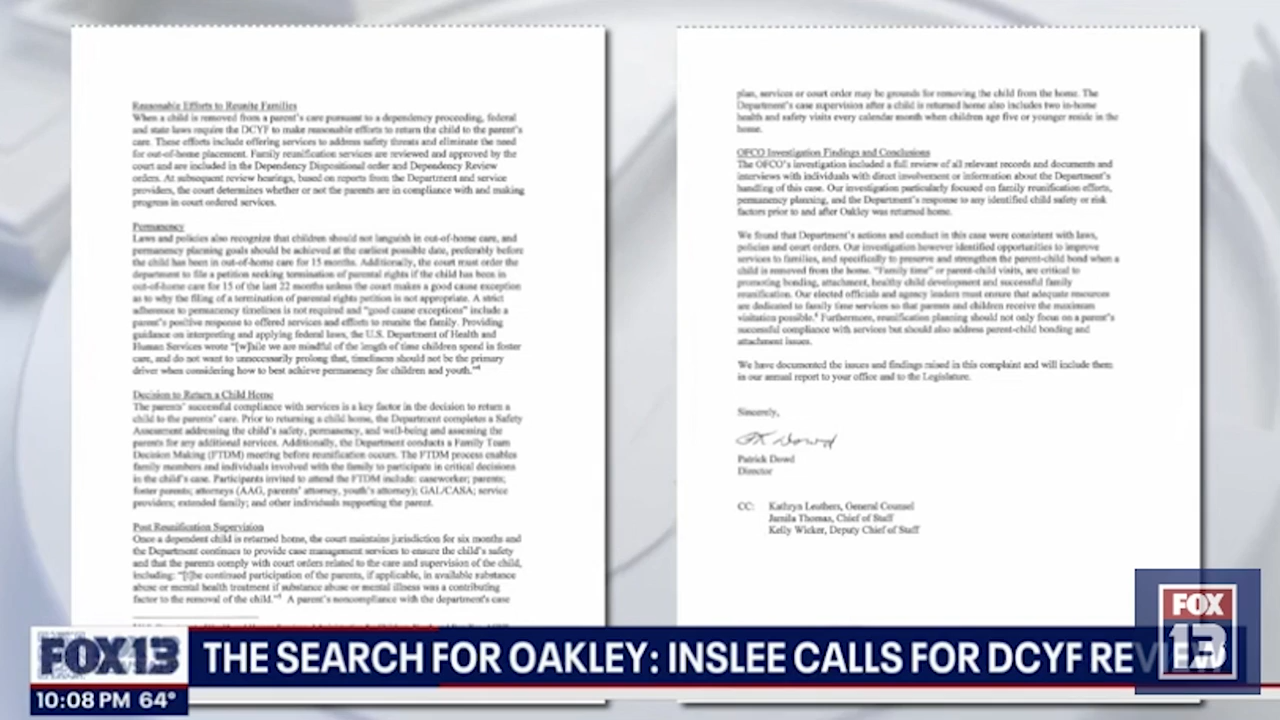 Reasonable Efforts to Reunite Families
When a child is removed from a parent's care pursuant to a dependency proceeding, federal
and state laws require the DCYF to make reasonable efforts to return the child to the parent's
care. These efforts include offering services to address safety threats and eliminate the need
for out-of-home placement. Family reunification services are reviewed and approved by the
court and are included in the Dependency Dispositional order and Dependency Review
orders. At subsequent review hearings, based on reports from the Department and service
providers, the court determines whether or not the parents are in compliance with and making
progress in court ordered services.
Permanency
Laws and policies also recognize that children should not languish in out-of-home care, and
permanency planning goals should be achieved at the earliest possible date, preferably before
the child has been in out-of-home care for 15 months. Additionally, the court must order the
department to file a petition seeking termination of parental rights if the child has been in
out-of-home care for 15 of the last 22 months unless the court makes a good cause exception
as to why the filing of a termination of parental rights petition is not appropriate. A strict
adherence to permanency timelines is not required and "good cause exceptions" include a
parent's positive response to offered services and efforts to reunite the family. Providing
guidance on interpreting and applying federal laws, the U.S. Department of Health and
Human Services wrote "[w]hile we are mindful of the length of time children spend in foster
care, and do not want to unnecessarily prolong that, timeliness should not be the primary
driver when considering how to best achieve permanency for children and youth."
Decision to Return a Child Home
The parents' successful compliance with services is a key factor in the decision to return a
child to the parents' care. Prior to returning a child home, the Department completes a Safety
Assessment addressing the child's safety, permanency, and well-being and assessing the
parents for any additional services. Additionally, the Department conducts a Family Team
Decision Making (FTDM) meeting before reunification occurs. The FTDM process enables
family members and individuals involved with the family to participate in critical decisions
in the child's case. Participants invited to attend the FTDM include: caseworker; parents;
foster parents; attorneys (AAG, parents' attorney, youth's attorney); GAL/CASA; service
providers; extended family; and other individuals supporting the parent.
Post Reunification Supervision
Once a dependent child is returned home, the court maintains jurisdiction for six months and
the Department continues to provide case management services to ensure the child's safety
and that the parents comply with court orders related to the care and supervision of the child,
including: "[t]he continued participation of the parents, if applicable, in available substance
abuse or mental health treatment if substance abuse or mental illness was a contributing
factor to the removal of the child." A parent's noncompliance with the department's case
plan, services or court order may be grounds for removing the child from the home. The
Department's case supervision after a child is returned home also includes two in-home
health and safety visits every calendar month when children age five or younger reside in the
home.
OFCO Investigation Findings and Conclusions
The OFCO's investigation included a full review of all relevant records and documents and
interviews with individuals with direct involvement or information about the Department's
handling of this case. Our investigation particularly focused on family reunification efforts,
permanency planning, and the Department's response to any identified child safety or risk
factors prior to and after Oakley was returned home.
We found that Department's actions and conduct in this case were consistent with laws,
policies and court orders. Our investigation however identified opportunities to improve
services to families, and specifically to preserve and strengthen the parent-child bond when a
child is removed from the home. "Family time" or parent-child visits, are critical to
promoting bonding, attachment, healthy child development and successful family
reunification. Our elected officials and agency leaders must ensure that adequate resources
are dedicated to family time services so that parents and children receive the maximum
visitation possible. Furthermore, reunification planning should not only focus on a parent's
successful compliance with services but should also address parent-child bonding and
attachment issues.
We have documented the issues and findings raised in this complaint and will include them
in our annual report to your office and to the Legislature.
Sincerely,
Patrick Dowd
Director
CC: Kathryn Leathers, General Counsel
Jamila Thomas, Chief of Staff
Kelly Wicker, Deputy Chief of Staff
FOX 13
THE SEARCH FOR OAKLEY: INSLEE CALLS FOR DCYF REVIEW
10:08 PM 64°
FOX
13